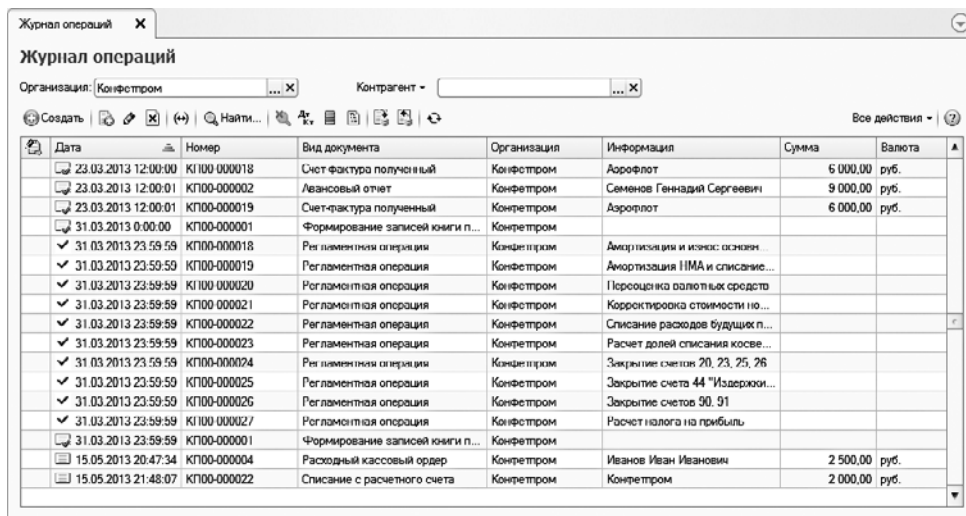 Журнал операций
Журнал операций
Организация: Конфетпром ... Контрагент ...
Создать Найти... Дт Кт Все действия
Дата Номер Вид документа Организация Информация Сумма Валюта
23.03.2013 12:00:00 КП00-000018 Счет-фактура полученный Конфетпром Аэрофлот 6 000,00 руб.
23.03.2013 12:00:01 КП00-000002 Авансовый отчет Конфетпром Семенов Геннадий Сергеевич 9 000,00 руб.
23.03.2013 12:00:01 КП00-000019 Счет-фактура полученный Конфетпром Аэрофлот 6 000,00 руб.
31.03.2013 0:00:00 КП00-000001 Формирование записей книги п... Конфетпром
31.03.2013 23:59:59 КП00-000018 Регламентная операция Конфетпром Амортизация и износ основн...
31.03.2013 23:59:59 КП00-000019 Регламентная операция Конфетпром Амортизация НМА и списание...
31.03.2013 23:59:59 КП00-000020 Регламентная операция Конфетпром Переоценка валютных средств
31.03.2013 23:59:59 КП00-000021 Регламентная операция Конфетпром Корректировка стоимости но...
31.03.2013 23:59:59 КП00-000022 Регламентная операция Конфетпром Списание расходов будущих п...
31.03.2013 23:59:59 КП00-000023 Регламентная операция Конфетпром Расчет долей списания косве...
31.03.2013 23:59:59 КП00-000024 Регламентная операция Конфетпром Закрытие счетов 20, 23, 25, 26
31.03.2013 23:59:59 КП00-000025 Регламентная операция Конфетпром Закрытие счета 44 "Издержки...
31.03.2013 23:59:59 КП00-000026 Регламентная операция Конфетпром Закрытие счетов 90, 91
31.03.2013 23:59:59 КП00-000027 Регламентная операция Конфетпром Расчет налога на прибыль
31.03.2013 23:59:59 КП00-000001 Формирование записей книги п... Конфетпром
15.05.2013 20:47:34 КП00-000004 Расходный кассовый ордер Конфетпром Иванов Иван Иванович 2 500,00 руб.
15.05.2013 21:48:07 КП00-000022 Списание с расчетного счета Конфетпром Конфетпром 2 000,00 руб.